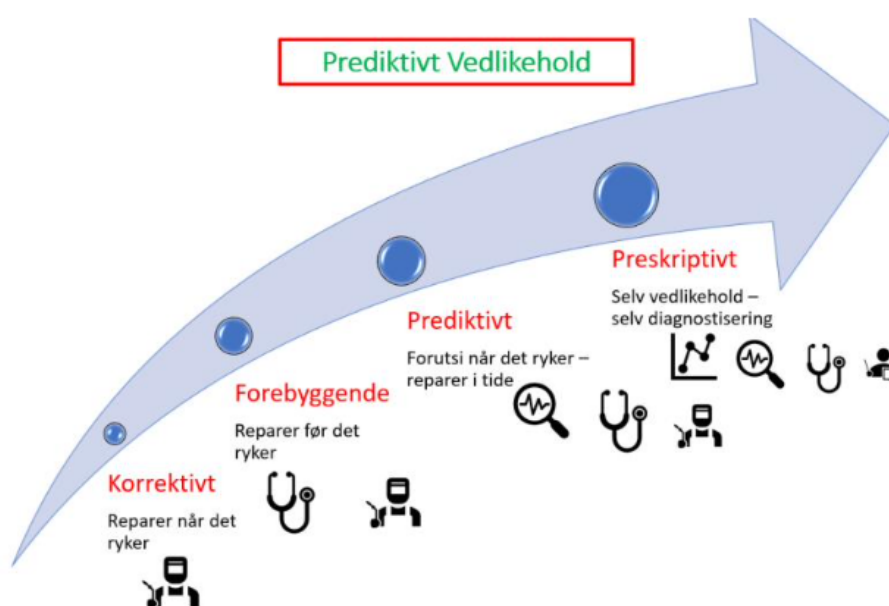 Prediktivt Vedlikehold
Korrektivt
Reparer når det
ryker
Forebyggende
Reparer før det
ryker
Prediktivt
Forutsi når det ryker –
reparer i tide
Preskriptivt
Selv vedlikehold –
selv diagnostisering